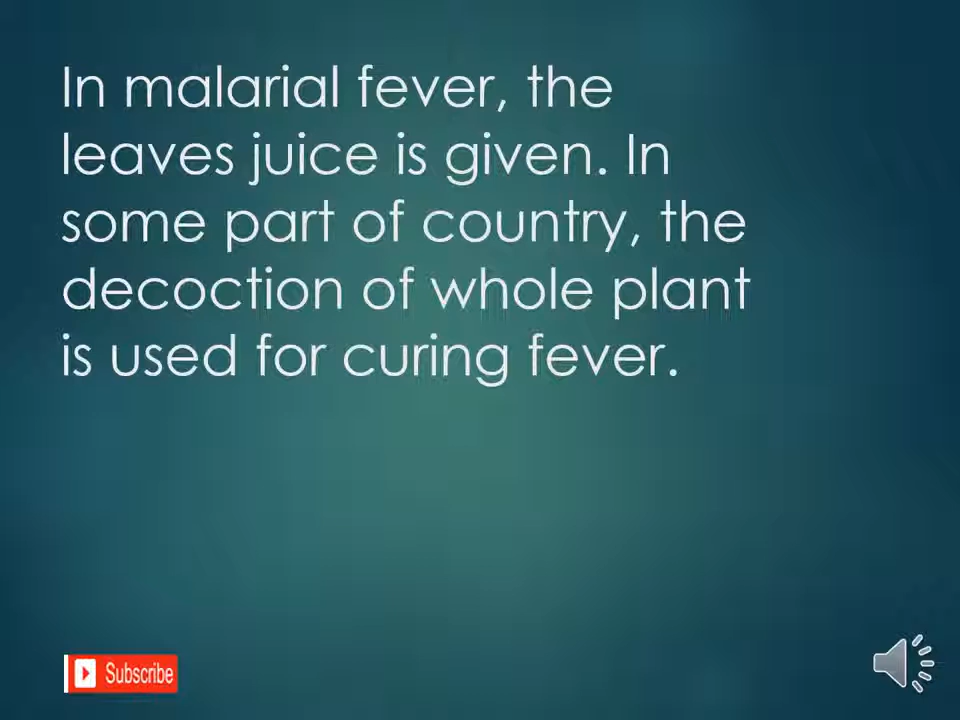 In malarial fever, the
leaves juice is given. In
some part of country, the
decoction of whole plant
is used for curing fever.
Subscribe